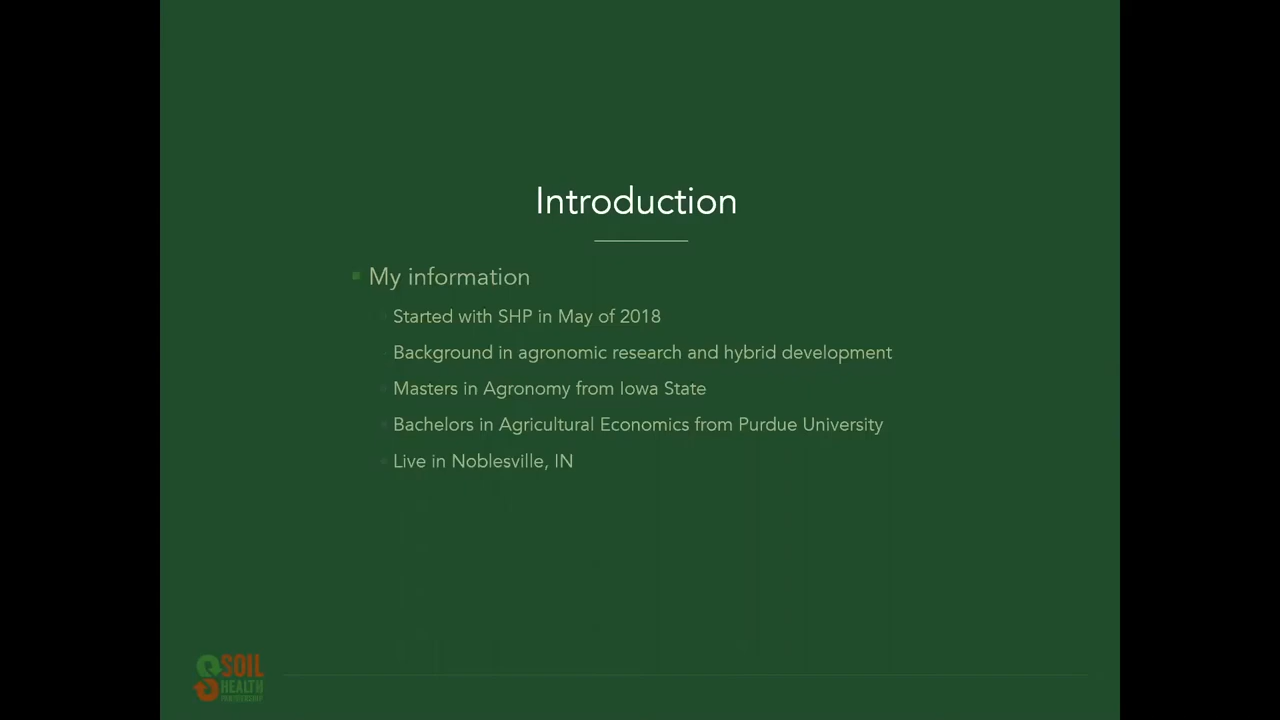 Introduction
My information
Started with SHP in May of 2018
Background in agronomic research and hybrid development
Masters in Agronomy from Iowa State
Bachelors in Agricultural Economics from Purdue University
Live in Noblesville, IN
SOIL
HEALTH
PARTNERSHIP